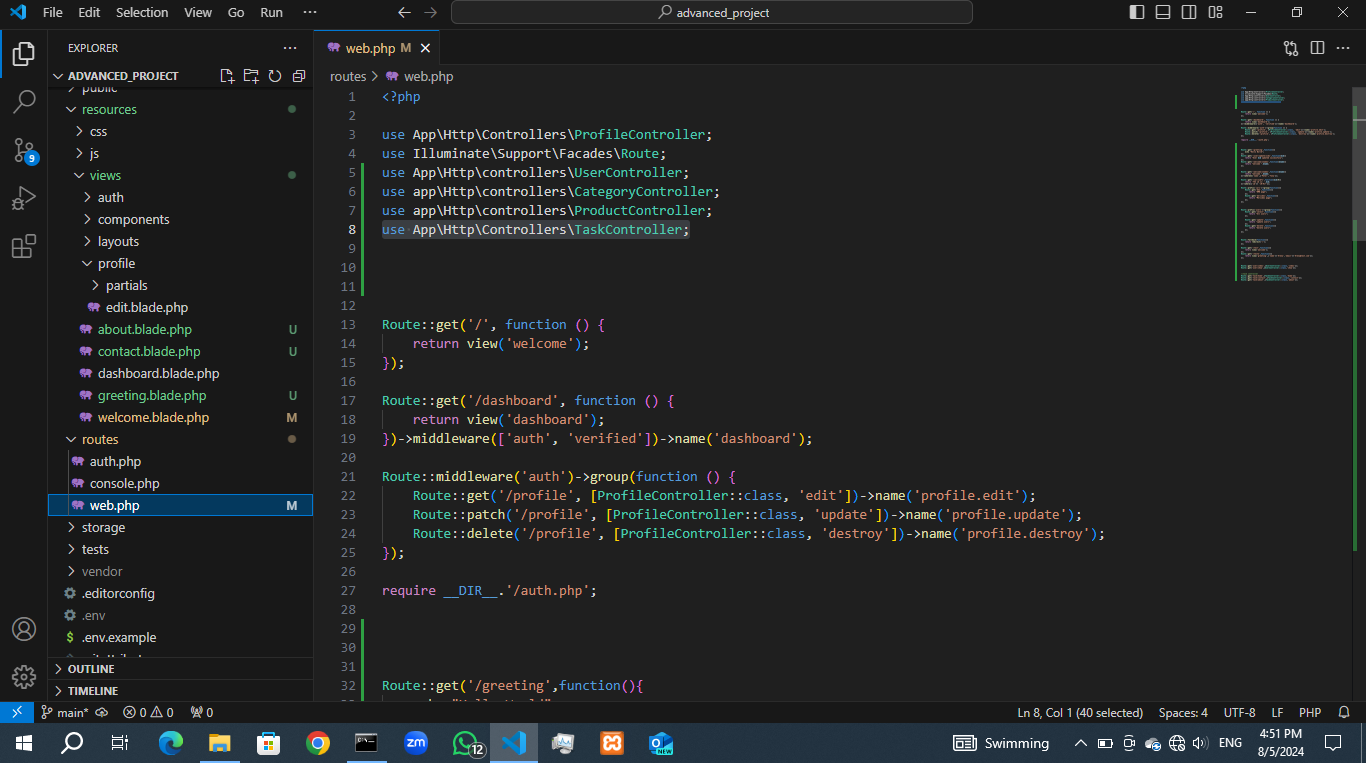 File Edit Selection View Go Run ··· advanced_project
EXPLORER ···
ADVANCED_PROJECT
public
resources
css
js
views
auth
components
layouts
profile
partials
edit.blade.php
about.blade.php U
contact.blade.php U
dashboard.blade.php
greeting.blade.php U
welcome.blade.php M
routes
auth.php
console.php
web.php M
storage
tests
vendor
.editorconfig
.env
$ .env.example
OUTLINE
TIMELINE
9
web.php M
routes > web.php
1 <?php
2
3 use App\Http\Controllers\ProfileController;
4 use Illuminate\Support\Facades\Route;
5 use App\Http\controllers\UserController;
6 use app\Http\controllers\CategoryController;
7 use app\Http\controllers\ProductController;
8 use App\Http\Controllers\TaskController;
9
10
11
12
13 Route::get('/', function () {
14 return view('welcome');
15 });
16
17 Route::get('/dashboard', function () {
18 return view('dashboard');
19 })->middleware(['auth', 'verified'])->name('dashboard');
20
21 Route::middleware('auth')->group(function () {
22 Route::get('/profile', [ProfileController::class, 'edit'])->name('profile.edit');
23 Route::patch('/profile', [ProfileController::class, 'update'])->name('profile.update');
24 Route::delete('/profile', [ProfileController::class, 'destroy'])->name('profile.destroy');
25 });
26
27 require __DIR__.'/auth.php';
28
29
30
31
32 Route::get('/greeting',function(){
main* 0 0 0 Ln 8, Col 1 (40 selected) Spaces: 4 UTF-8 LF PHP
zm 12 NEW Swimming ENG 4:51 PM
8/5/2024